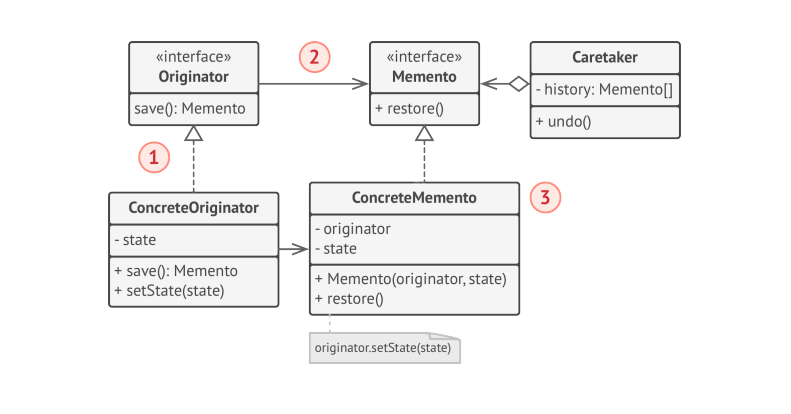 «interface»
Originator
save(): Memento
2
«interface»
Memento
+ restore()
Caretaker
- history: Memento[]
+ undo()
1
ConcreteOriginator
- state
+ save(): Memento
+ setState(state)
ConcreteMemento
- originator
- state
+ Memento(originator, state)
+ restore()
3
originator.setState(state)